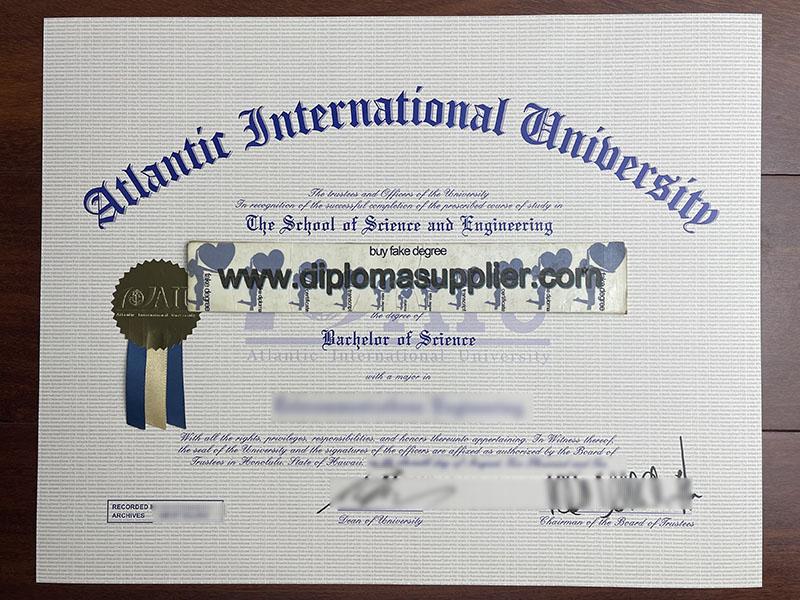 Atlantic International University
The trustees and Officers of the University
In recognition of the successful completion of the prescribed course of study in
The School of Science and Engineering
buy fake degree
www.diplomasupplier.com
AIU
Atlantic International University
the degree of
Bachelor of Science
Atlantic International University
with a major in
With all the rights, privileges, responsibilities, and honors thereunto appertaining. In Witness thereof,
the seal of the University and the signatures of the officers are affixed as authorized by the Board of
Trustees in Honolulu, State of Hawaii,
RECORDED
ARCHIVES
Dean of University
Chairman of the Board of Trustees